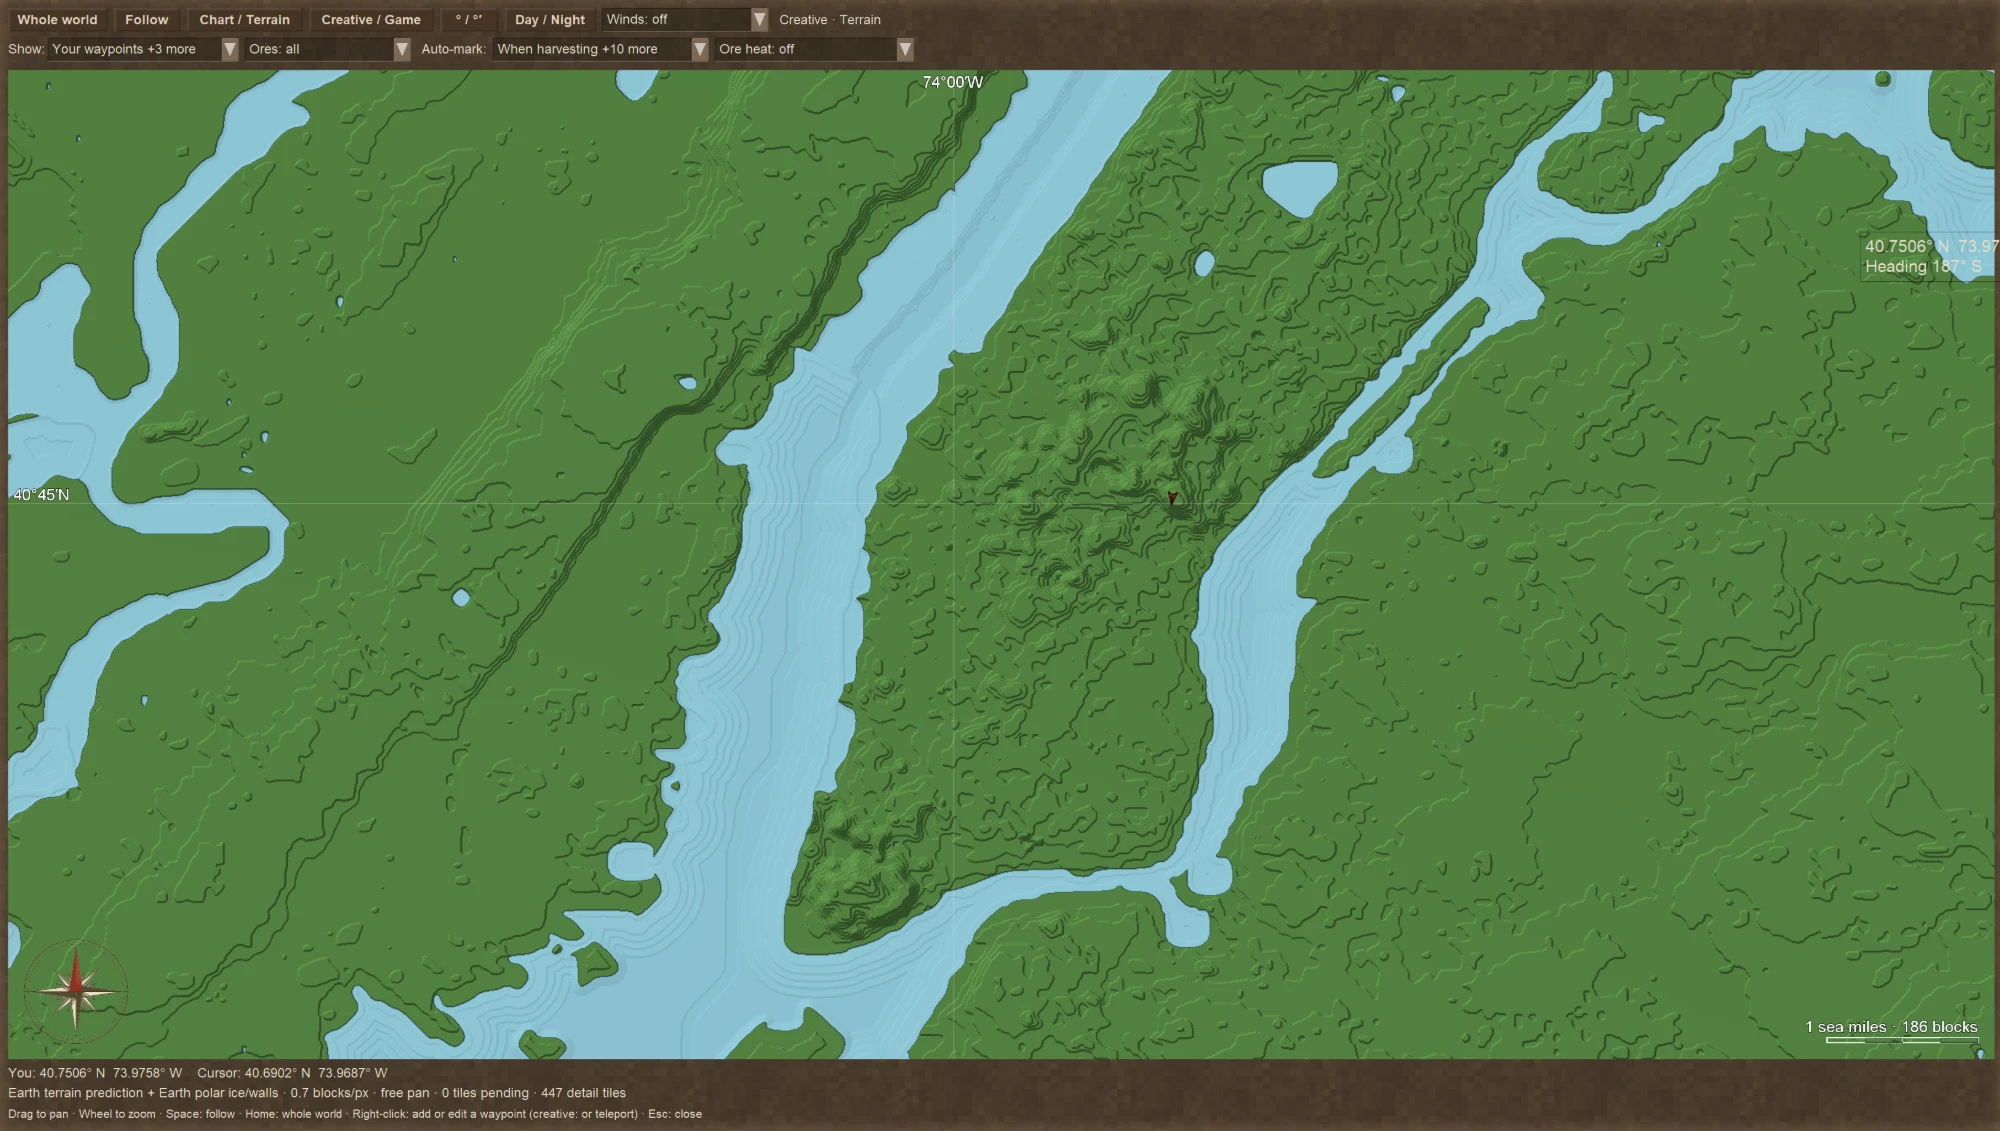 Whole world Follow Chart / Terrain Creative / Game ° / °′ Day / Night Winds: off Creative · Terrain
Show: Your waypoints +3 more Ores: all Auto-mark: When harvesting +10 more Ore heat: off
74°00′W
40.7506° N 73.97
Heading 187° S
40°45′N
1 sea miles · 186 blocks
You: 40.7506° N 73.9758° W Cursor: 40.6902° N 73.9687° W
Earth terrain prediction + Earth polar ice/walls · 0.7 blocks/px · free pan · 0 tiles pending · 447 detail tiles
Drag to pan · Wheel to zoom · Space: follow · Home: whole world · Right-click: add or edit a waypoint (creative: or teleport) · Esc: close